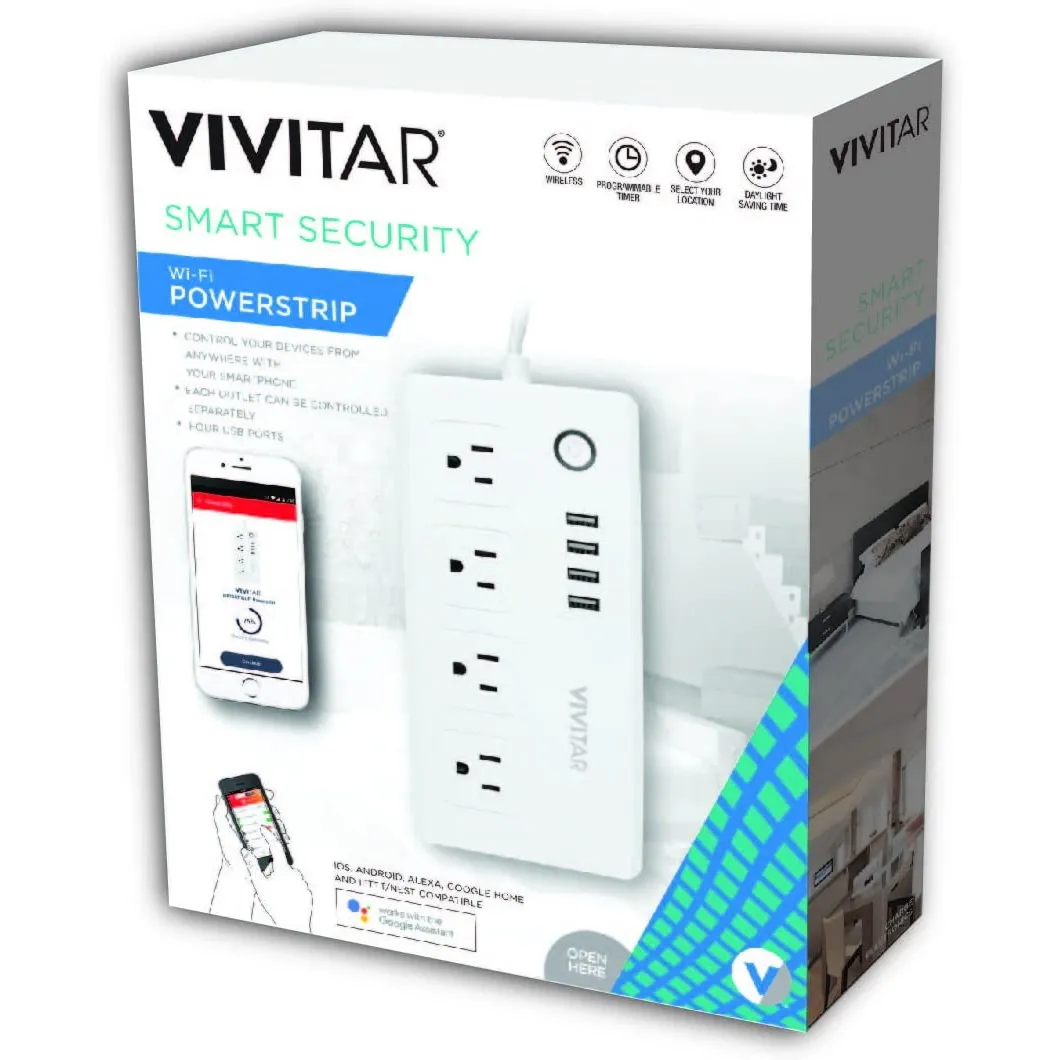 VIVITAR®
SMART SECURITY
Wi-Fi
POWERSTRIP
• CONTROL YOUR DEVICES FROM
ANYWHERE WITH
YOUR SMARTPHONE
• EACH OUTLET CAN BE CONTROLLED
SEPARATELY
• FOUR USB PORTS
WIRELESS
PROGRAMMABLE
TIMER
SELECT YOUR
LOCATION
DAYLIGHT
SAVING TIME
VIVITAR
75%
VIVITAR
IOS, ANDROID, ALEXA, GOOGLE HOME
AND IFTTT/NEST COMPATIBLE
works with the
Google Assistant
OPEN
HERE
V
VIVITAR
SMART
SECURITY
Wi-Fi
POWERSTRIP